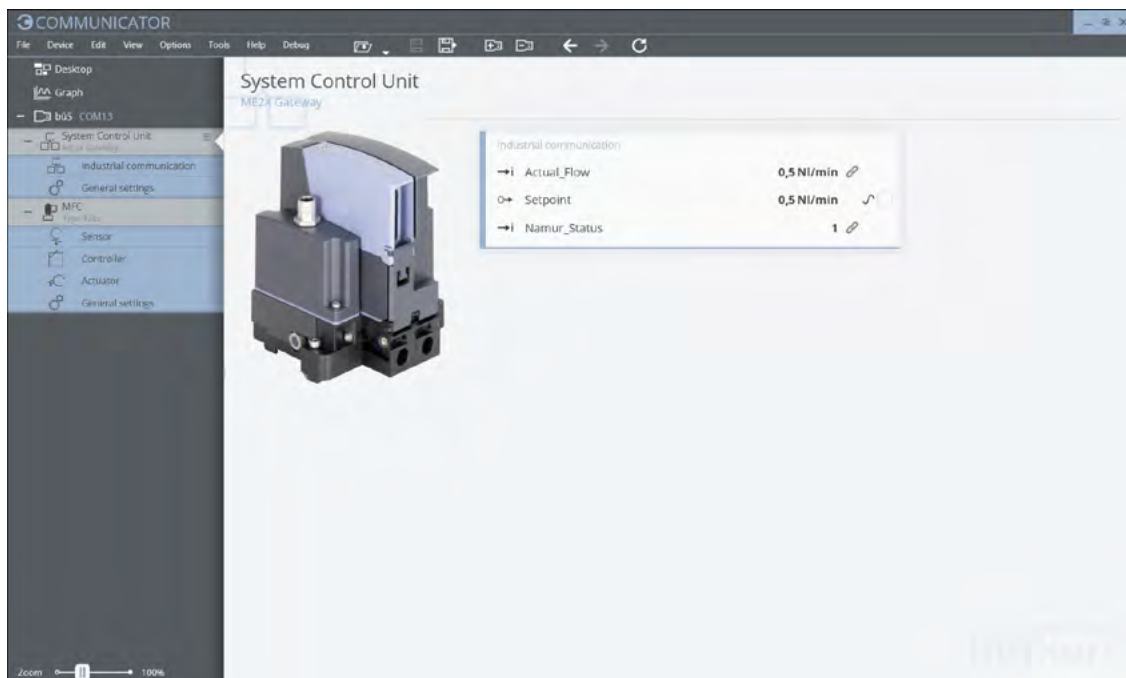 COMMUNICATOR
File Device Edit View Options Tools Help Debug
Desktop
Graph
büS COM13
System Control Unit
Industrial communication
General settings
MFC
Sensor
Controller
Actuator
General settings
Zoom 100%
System Control Unit
ME2X Gateway
Industrial communication
Actual_Flow 0,5 Nl/min
Setpoint 0,5 Nl/min
Namur_Status 1